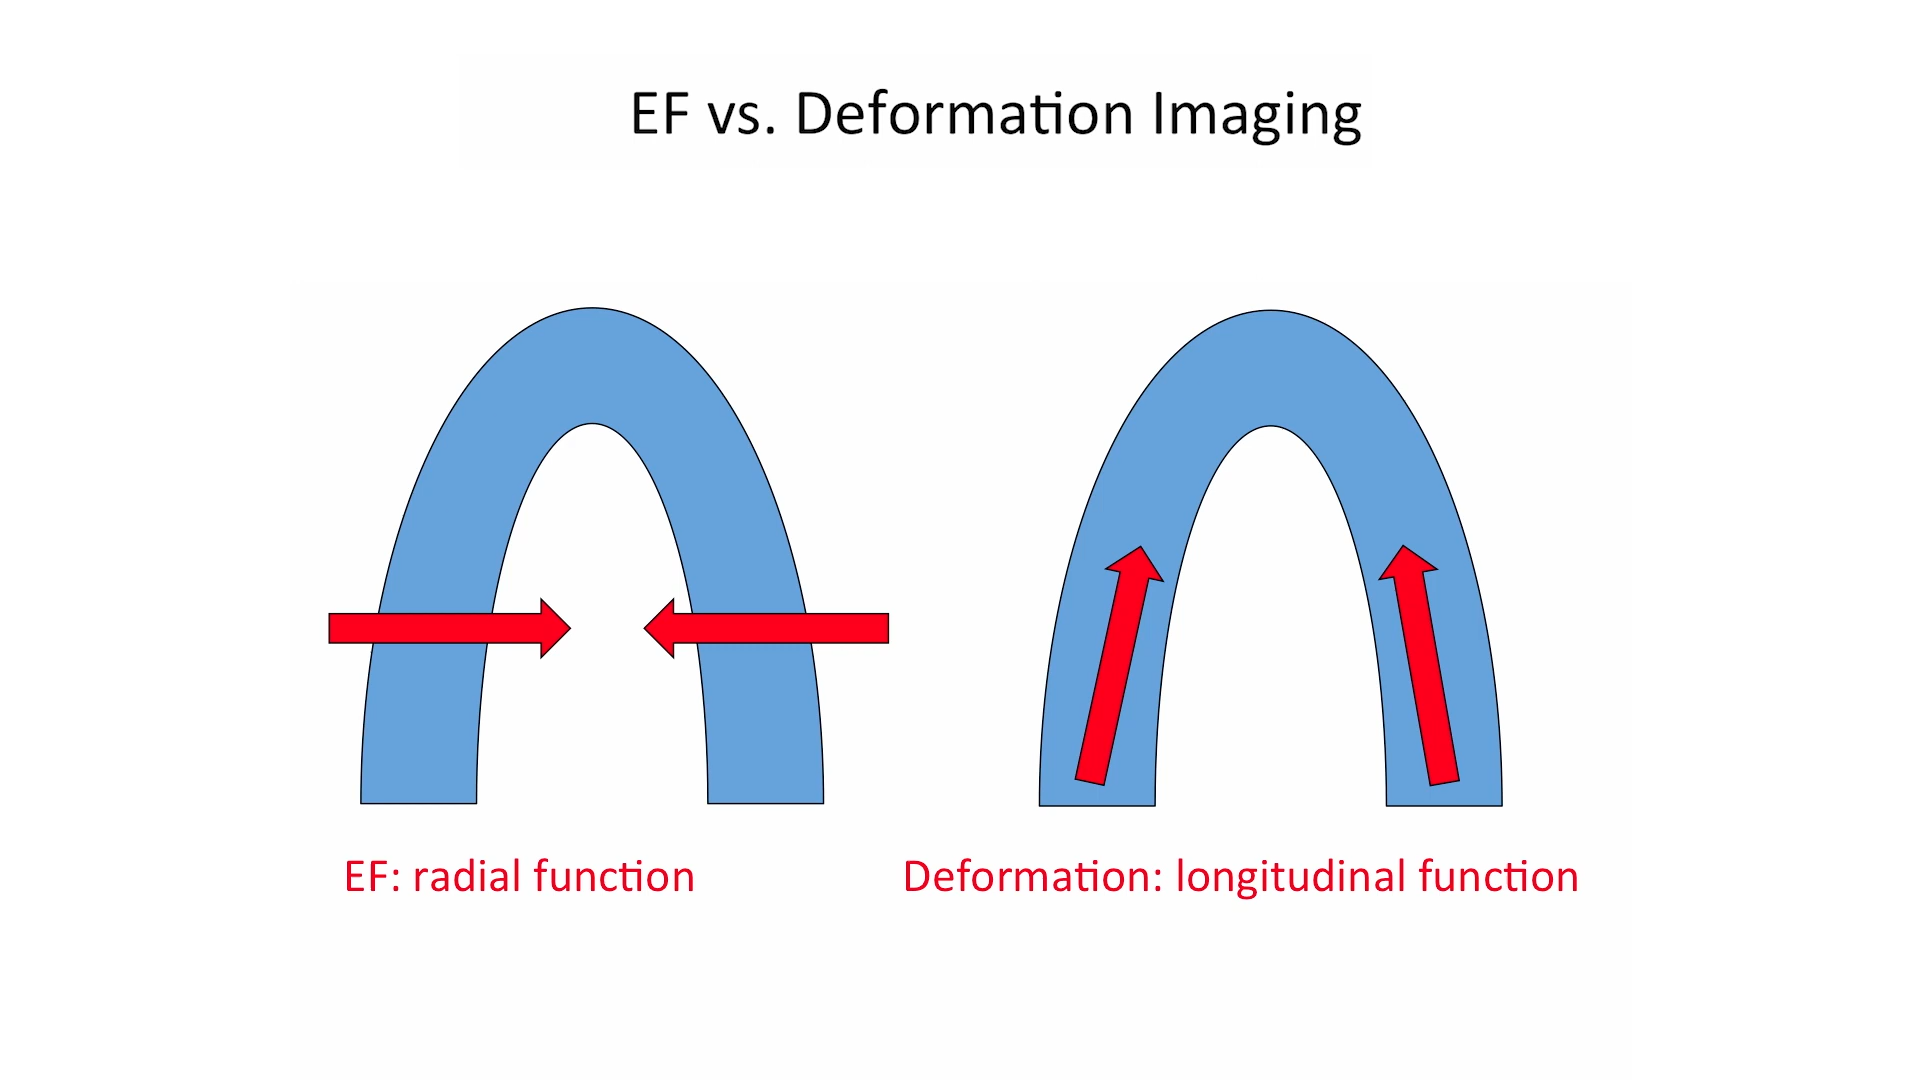 EF vs. Deformation Imaging
EF: radial function
Deformation: longitudinal function